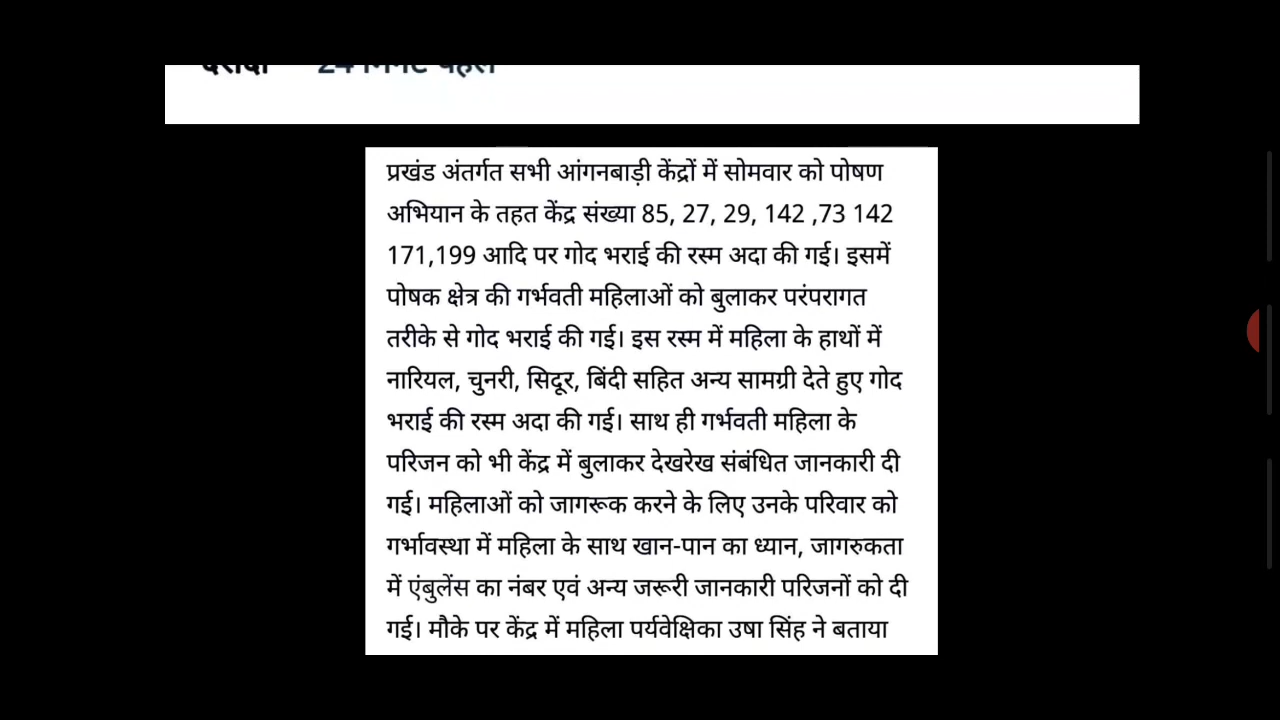 दरौंदा 24 मिनट पहले
प्रखंड अंतर्गत सभी आंगनबाड़ी केंद्रों में सोमवार को पोषण
अभियान के तहत केंद्र संख्या 85, 27, 29, 142 ,73 142
171,199 आदि पर गोद भराई की रस्म अदा की गई। इसमें
पोषक क्षेत्र की गर्भवती महिलाओं को बुलाकर परंपरागत
तरीके से गोद भराई की गई। इस रस्म में महिला के हाथों में
नारियल, चुनरी, सिदूर, बिंदी सहित अन्य सामग्री देते हुए गोद
भराई की रस्म अदा की गई। साथ ही गर्भवती महिला के
परिजन को भी केंद्र में बुलाकर देखरेख संबंधित जानकारी दी
गई। महिलाओं को जागरूक करने के लिए उनके परिवार को
गर्भावस्था में महिला के साथ खान-पान का ध्यान, जागरुकता
में एंबुलेंस का नंबर एवं अन्य जरूरी जानकारी परिजनों को दी
गई। मौके पर केंद्र में महिला पर्यवेक्षिका उषा सिंह ने बताया